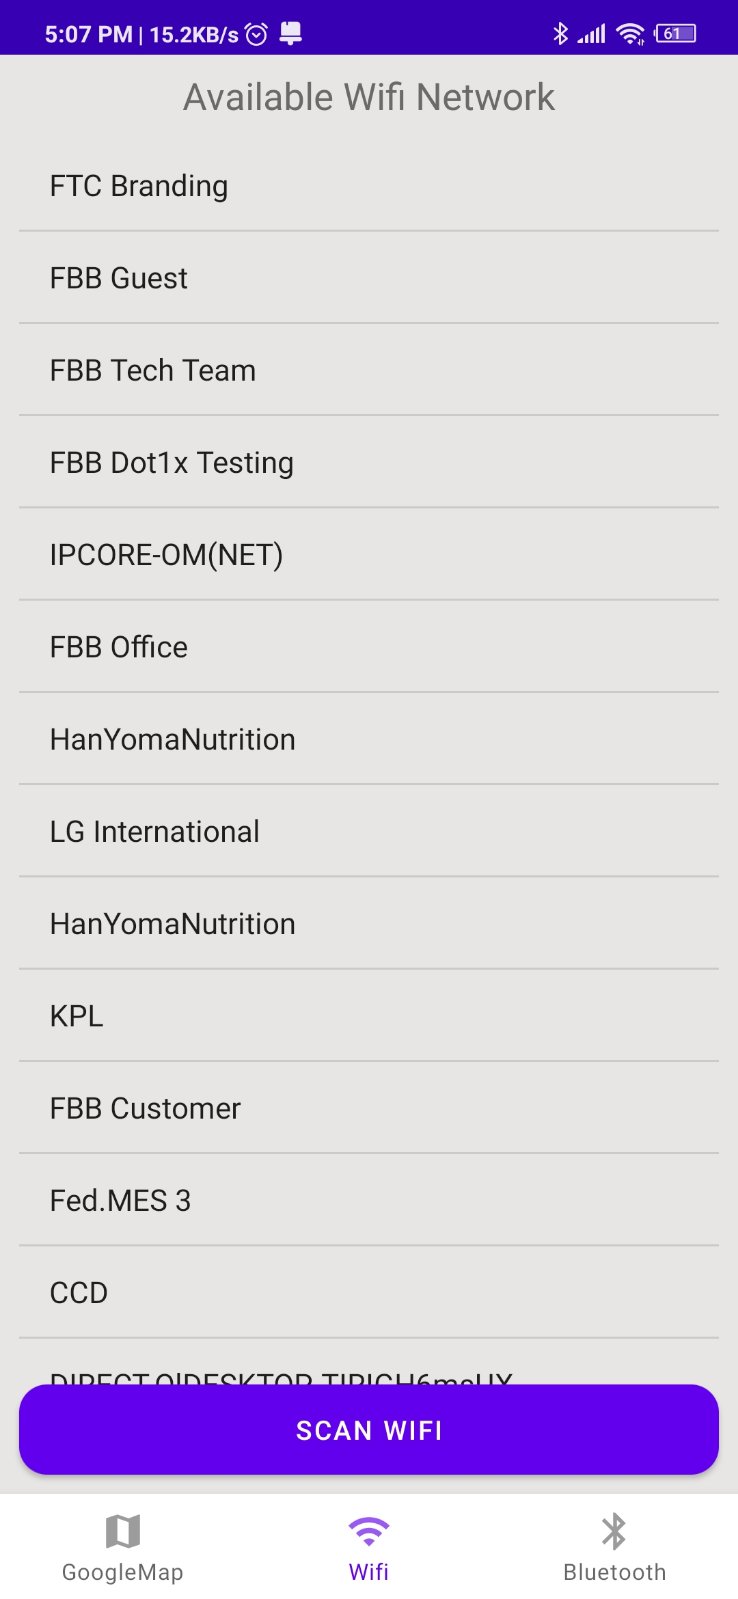 5:07 PM | 15.2KB/s
61
Available Wifi Network
FTC Branding
FBB Guest
FBB Tech Team
FBB Dot1x Testing
IPCORE-OM(NET)
FBB Office
HanYomaNutrition
LG International
HanYomaNutrition
KPL
FBB Customer
Fed.MES 3
CCD
SCAN WIFI
GoogleMap
Wifi
Bluetooth